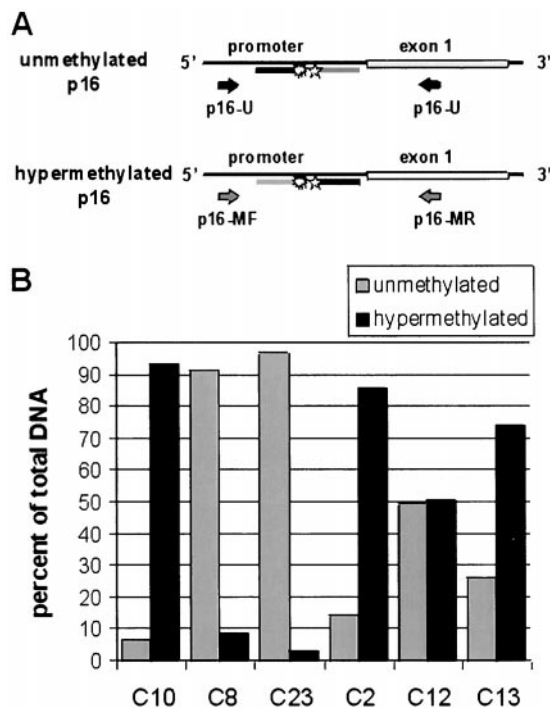 A
unmethylated p16
5' promoter exon 1 3'
p16-U p16-U
hypermethylated p16
5' promoter exon 1 3'
p16-MF p16-MR
B
unmethylated
hypermethylated
percent of total DNA
100
90
80
70
60
50
40
30
20
10
0
C10 C8 C23 C2 C12 C13